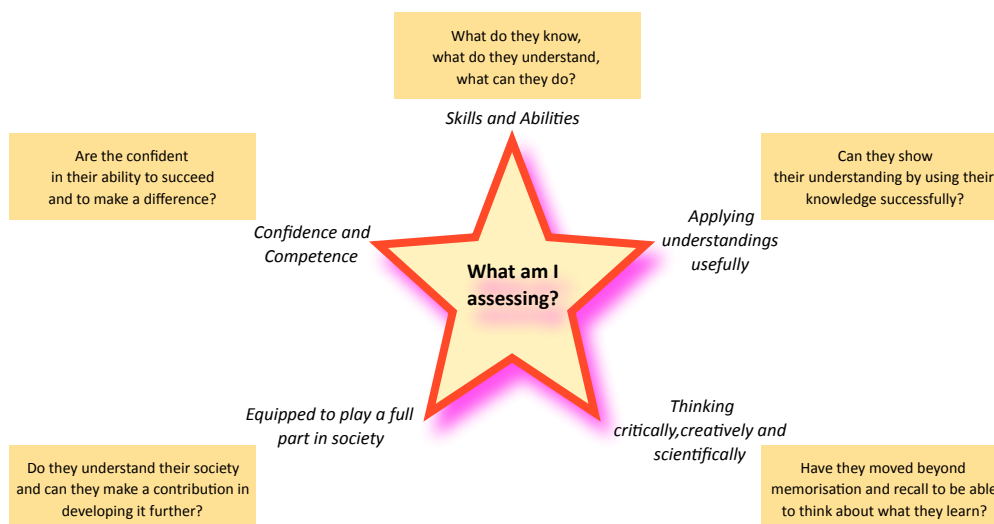 What do they know,
what do they understand,
what can they do?
Skills and Abilities
Are the confident
in their ability to succeed
and to make a difference?
Can they show
their understanding by using their
knowledge successfully?
Confidence and
Competence
Applying
understandings
usefully
What am I
assessing?
Equipped to play a full
part in society
Thinking
critically,creatively and
scientifically
Do they understand their society
and can they make a contribution in
developing it further?
Have they moved beyond
memorisation and recall to be able
to think about what they learn?